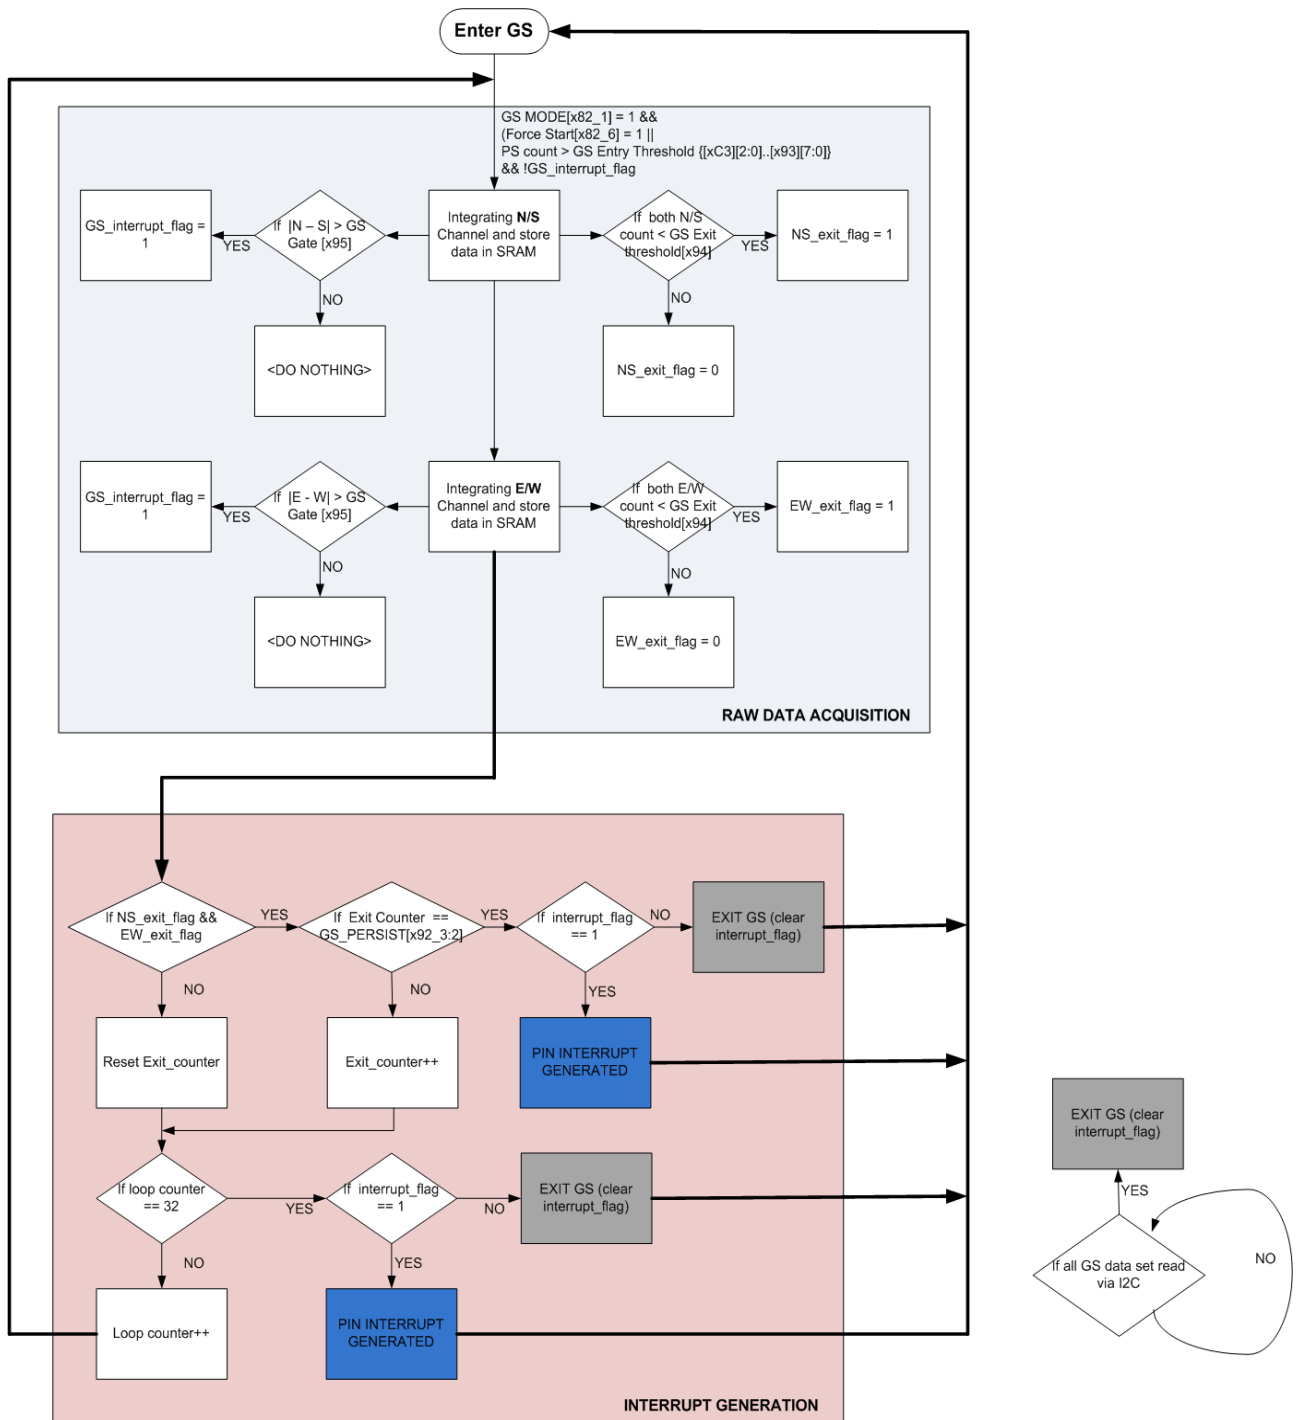 Enter GS
GS MODE[x82_1] = 1 &&
(Force Start[x82_6] = 1 ||
PS count > GS Entry Threshold {[xC3][2:0]..[x93][7:0]}
&& !GS_interrupt_flag
GS_interrupt_flag =
1
YES
If |N – S| > GS
Gate [x95]
NO
<DO NOTHING>
Integrating N/S
Channel and store
data in SRAM
If both N/S
count < GS Exit
threshold[x94]
YES
NS_exit_flag = 1
NO
NS_exit_flag = 0
GS_interrupt_flag =
1
YES
If |E - W| > GS
Gate [x95]
NO
<DO NOTHING>
Integrating E/W
Channel and store
data in SRAM
If both E/W
count < GS Exit
threshold[x94]
YES
EW_exit_flag = 1
NO
EW_exit_flag = 0
RAW DATA ACQUISITION
If NS_exit_flag &&
EW_exit_flag
YES
If Exit Counter ==
GS_PERSIST[x92_3:2]
YES
If interrupt_flag
== 1
NO
EXIT GS (clear
interrupt_flag)
NO
NO
YES
Reset Exit_counter
Exit_counter++
PIN INTERRUPT
GENERATED
If loop counter
== 32
YES
If interrupt_flag
== 1
NO
EXIT GS (clear
interrupt_flag)
NO
YES
Loop counter++
PIN INTERRUPT
GENERATED
INTERRUPT GENERATION
EXIT GS (clear
interrupt_flag)
YES
If all GS data set read
via I2C
NO